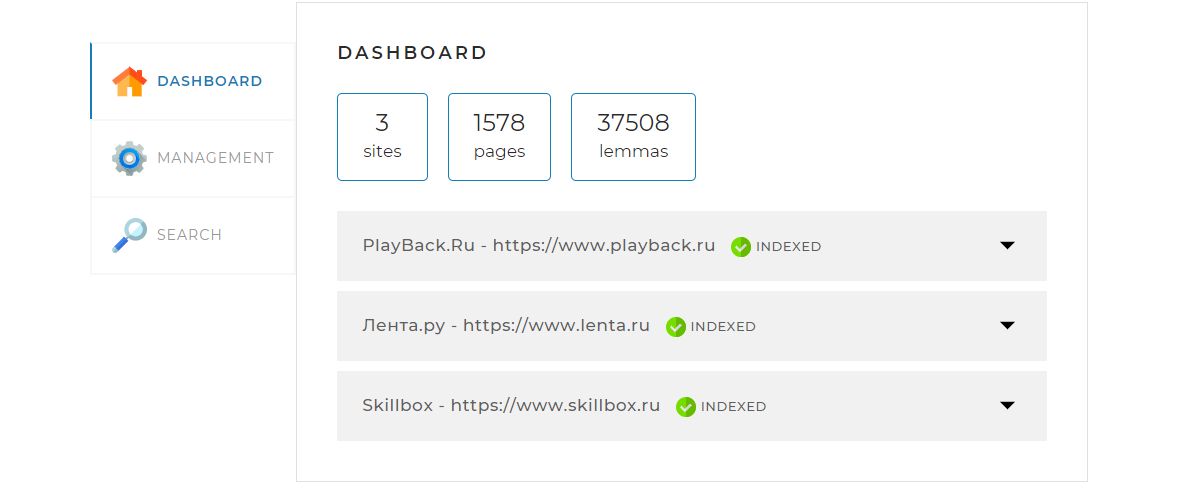 DASHBOARD
MANAGEMENT
SEARCH
DASHBOARD
3
sites
1578
pages
37508
lemmas
PlayBack.Ru - https://www.playback.ru INDEXED
Лента.ру - https://www.lenta.ru INDEXED
Skillbox - https://www.skillbox.ru INDEXED